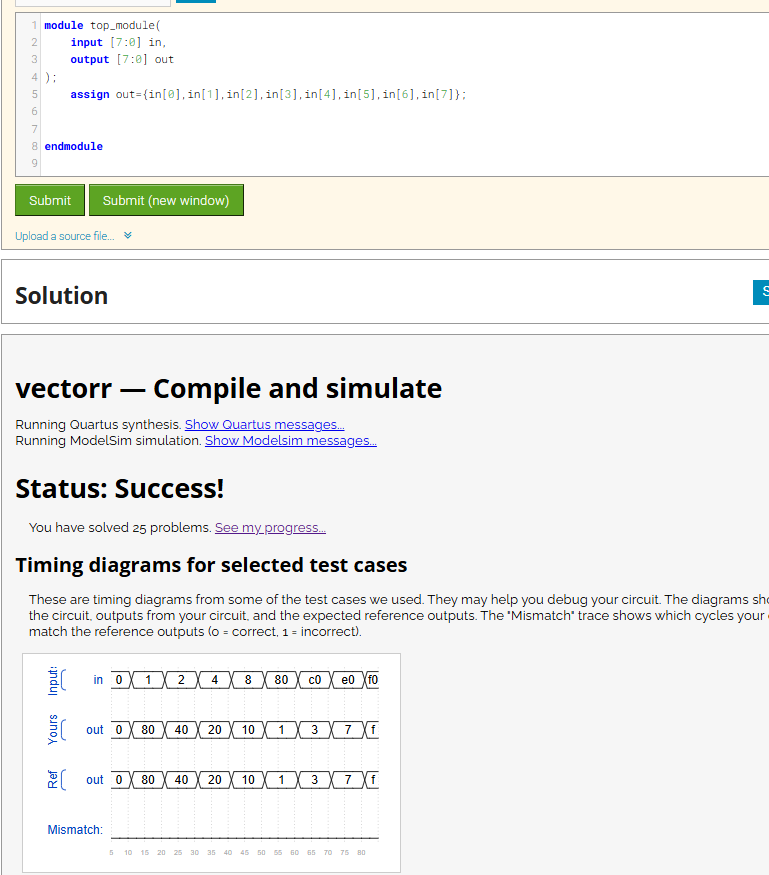 1 module top_module(
2 input [7:0] in,
3 output [7:0] out
4 );
5 assign out={in[0],in[1],in[2],in[3],in[4],in[5],in[6],in[7]};
6
7
8 endmodule
9
Submit Submit (new window)
Upload a source file...
Solution
vectorr — Compile and simulate
Running Quartus synthesis. Show Quartus messages...
Running ModelSim simulation. Show Modelsim messages...
Status: Success!
You have solved 25 problems. See my progress...
Timing diagrams for selected test cases
These are timing diagrams from some of the test cases we used. They may help you debug your circuit. The diagrams sho
the circuit, outputs from your circuit, and the expected reference outputs. The "Mismatch" trace shows which cycles your
match the reference outputs (0 = correct, 1 = incorrect).
Inputs in 0 1 2 4 8 80 c0 e0 f0
Yours out 0 80 40 20 10 1 3 7 f
Ref out 0 80 40 20 10 1 3 7 f
Mismatch:
5 10 15 20 25 30 35 40 45 50 55 60 65 70 75 80